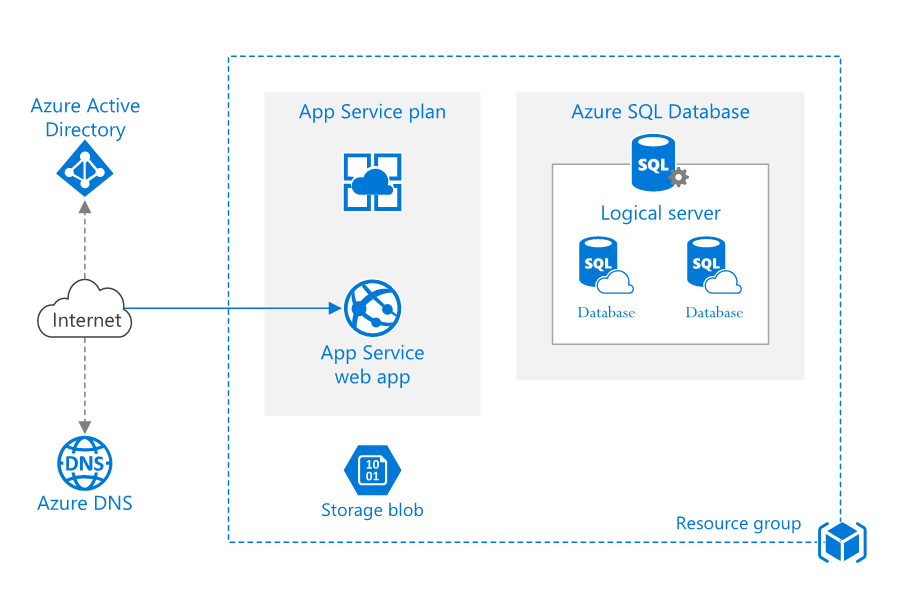 Azure Active
Directory
Internet
DNS
Azure DNS
App Service plan
App Service
web app
10
01
Storage blob
Azure SQL Database
SQL
Logical server
SQL
Database
SQL
Database
Resource group